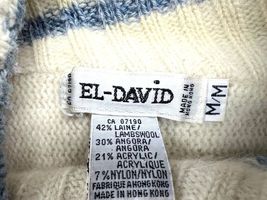 EL-DAVID
MADE IN
HONG KONG
M/M
CA 07190
42% LAINE/
LAMBSWOOL
30% ANGORA/
ANGORA
21% ACRYLIC/
ACRYLIC
7% NYLON/NYLON
FABRIQUE A HONG KONG
MADE IN HONG KONG